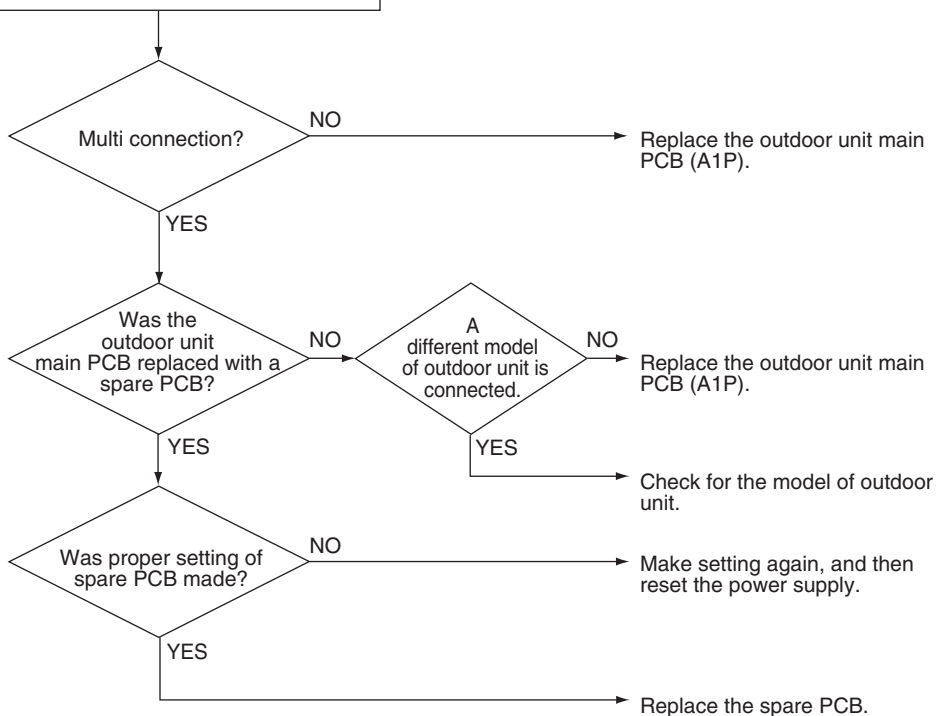 Multi connection?
NO
Replace the outdoor unit main
PCB (A1P).
YES
Was the
outdoor unit
main PCB replaced with a
spare PCB?
NO
A
different model
of outdoor unit is
connected.
NO
Replace the outdoor unit main
PCB (A1P).
YES
YES
Check for the model of outdoor
unit.
Was proper setting of
spare PCB made?
NO
Make setting again, and then
reset the power supply.
YES
Replace the spare PCB.